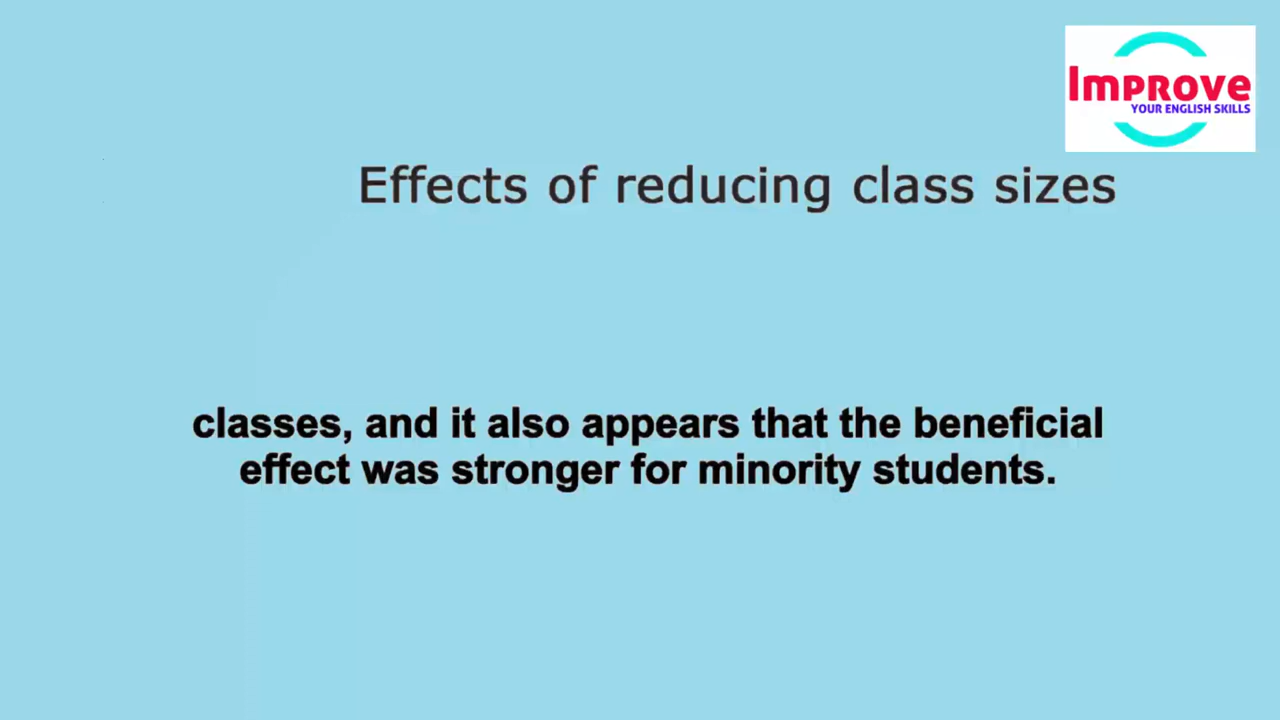 Improve
YOUR ENGLISH SKILLS
Effects of reducing class sizes
classes, and it also appears that the beneficial
effect was stronger for minority students.